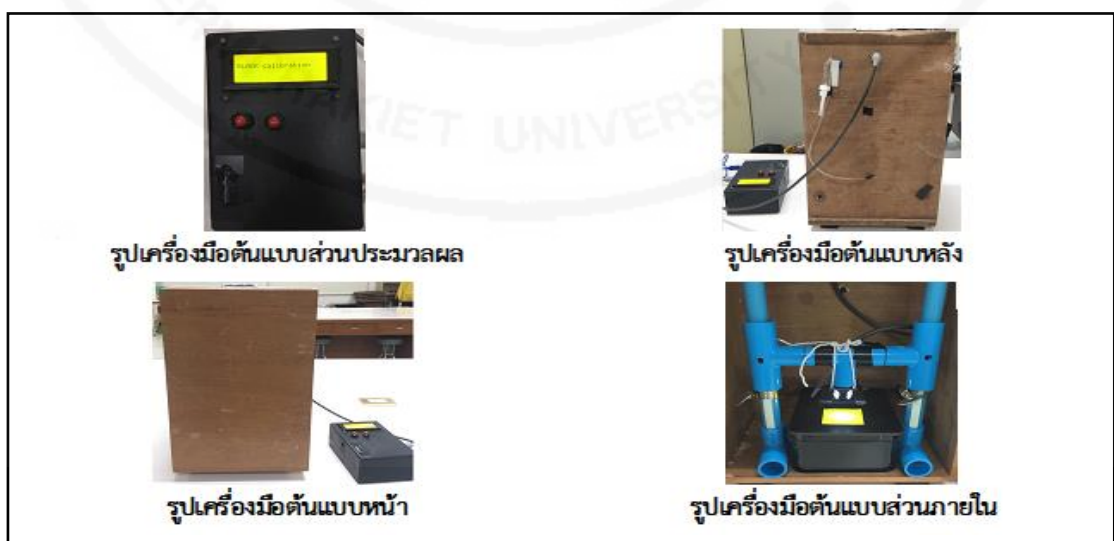 รูปเครื่องมือต้นแบบส่วนประมวลผล
รูปเครื่องมือต้นแบบหลัง
รูปเครื่องมือต้นแบบหน้า
รูปเครื่องมือต้นแบบส่วนภายใน
UNIVERSITY